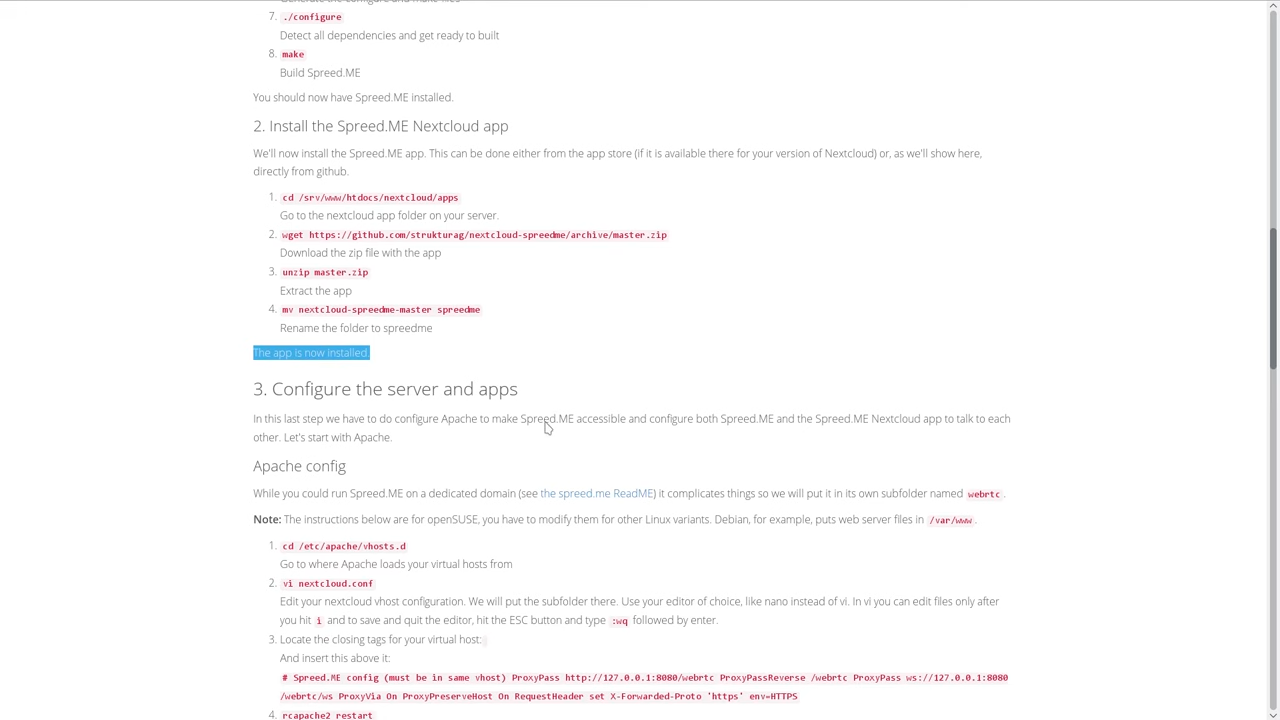 7. ./configure
Detect all dependencies and get ready to built
8. make
Build Spreed.ME
You should now have Spreed.ME installed.
2. Install the Spreed.ME Nextcloud app
We'll now install the Spreed.ME app. This can be done either from the app store (if it is available there for your version of Nextcloud) or, as we'll show here,
directly from github.
1. cd /srv/www/htdocs/nextcloud/apps
Go to the nextcloud app folder on your server.
2. wget https://github.com/strukturag/nextcloud-spreedme/archive/master.zip
Download the zip file with the app
3. unzip master.zip
Extract the app
4. mv nextcloud-spreedme-master spreedme
Rename the folder to spreedme
The app is now installed.
3. Configure the server and apps
In this last step we have to do configure Apache to make Spreed.ME accessible and configure both Spreed.ME and the Spreed.ME Nextcloud app to talk to each
other. Let's start with Apache.
Apache config
While you could run Spreed.ME on a dedicated domain (see the spreed.me ReadME) it complicates things so we will put it in its own subfolder named webrtc.
Note: The instructions below are for openSUSE, you have to modify them for other Linux variants. Debian, for example, puts web server files in /var/www.
1. cd /etc/apache/vhosts.d
Go to where Apache loads your virtual hosts from
2. vi nextcloud.conf
Edit your nextcloud vhost configuration. We will put the subfolder there. Use your editor of choice, like nano instead of vi. In vi you can edit files only after
you hit i and to save and quit the editor, hit the ESC button and type :wq followed by enter.
3. Locate the closing tags for your virtual host:
And insert this above it:
# Spreed.ME config (must be in same vhost) ProxyPass http://127.0.0.1:8080/webrtc ProxyPassReverse /webrtc ProxyPass ws://127.0.0.1:8080
/webrtc/ws ProxyVia On ProxyPreserveHost On RequestHeader set X-Forwarded-Proto 'https' env=HTTPS
4. rcapache2 restart